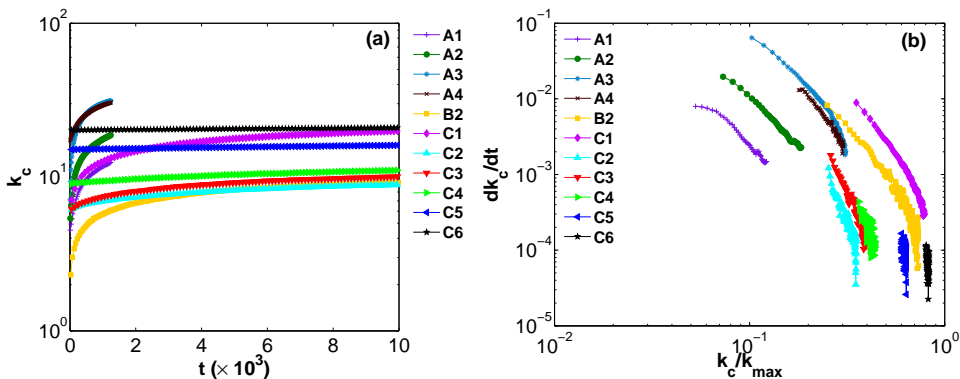 (a)
k_c
10^2
10^1
10^0
0 2 4 6 8 10
t (× 10^3)
A1
A2
A3
A4
B2
C1
C2
C3
C4
C5
C6
(b)
dk_c/dt
10^-1
10^-2
10^-3
10^-4
10^-5
10^-2 10^-1 10^0
k_c/k_max
A1
A2
A3
A4
B2
C1
C2
C3
C4
C5
C6